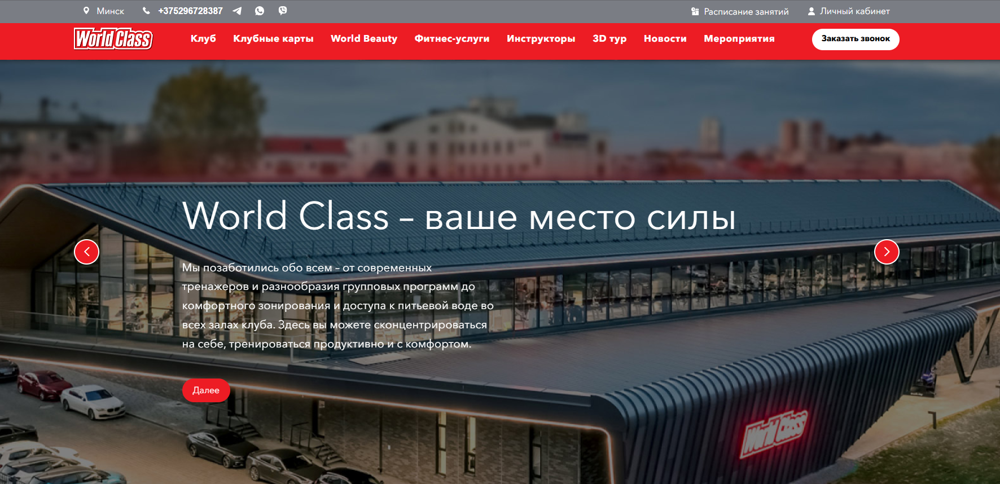 Минск
+375296728387
Расписание занятий
Личный кабинет
World Class
Клуб
Клубные карты
World Beauty
Фитнес-услуги
Инструкторы
3D тур
Новости
Мероприятия
Заказать звонок
World Class – ваше место силы
Мы позаботились обо всем – от современных
тренажеров и разнообразия групповых программ до
комфортного зонирования и доступа к питьевой воде во
всех залах клуба. Здесь вы можете сконцентрироваться
на себе, тренироваться продуктивно и с комфортом.
Далее
World Class